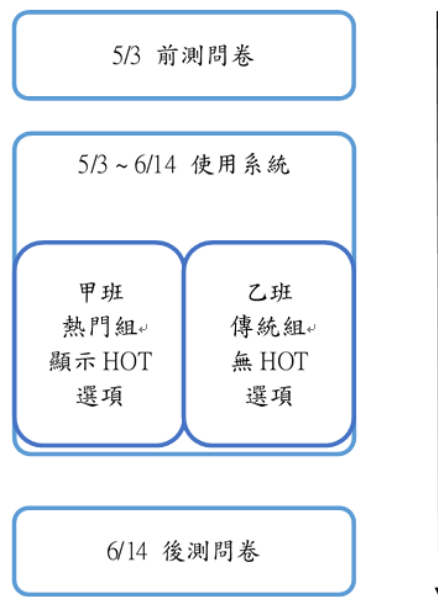 5/3 前測問卷
5/3 ~ 6/14 使用系統
甲班
熱門組↵
顯示 HOT
選項
乙班
傳統組↵
無 HOT
選項
6/14 後測問卷